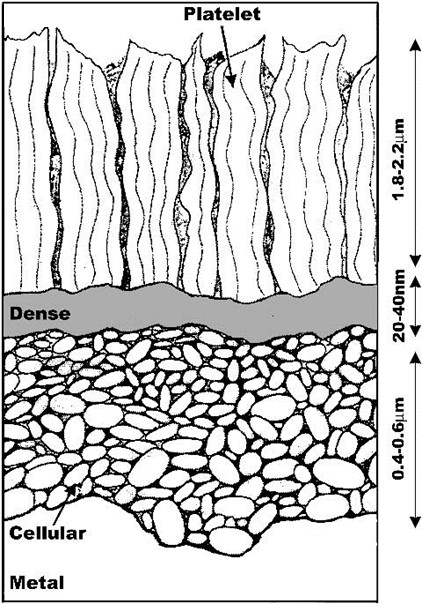 Platelet
1.8-2.2µm
Dense
20-40nm
0.4-0.6µm
Cellular
Metal